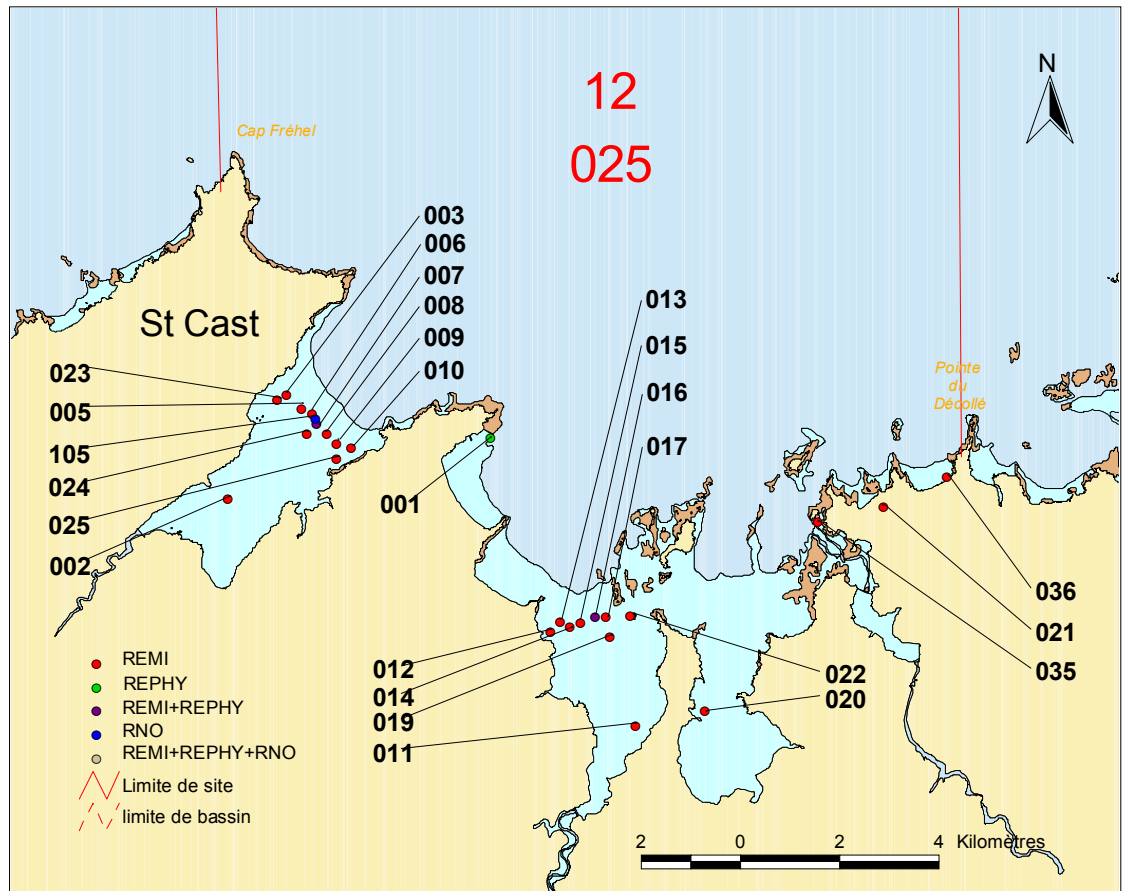 12
025
N
Cap Fréhel
St Cast
003
006
007
008
009
010
023
005
105
024
025
002
001
013
015
016
017
Pointe
du
Décollé
036
021
035
022
020
012
014
019
011
REMI
REPHY
REMI+REPHY
RNO
REMI+REPHY+RNO
Limite de site
limite de bassin
2 0 2 4 Kilomètres